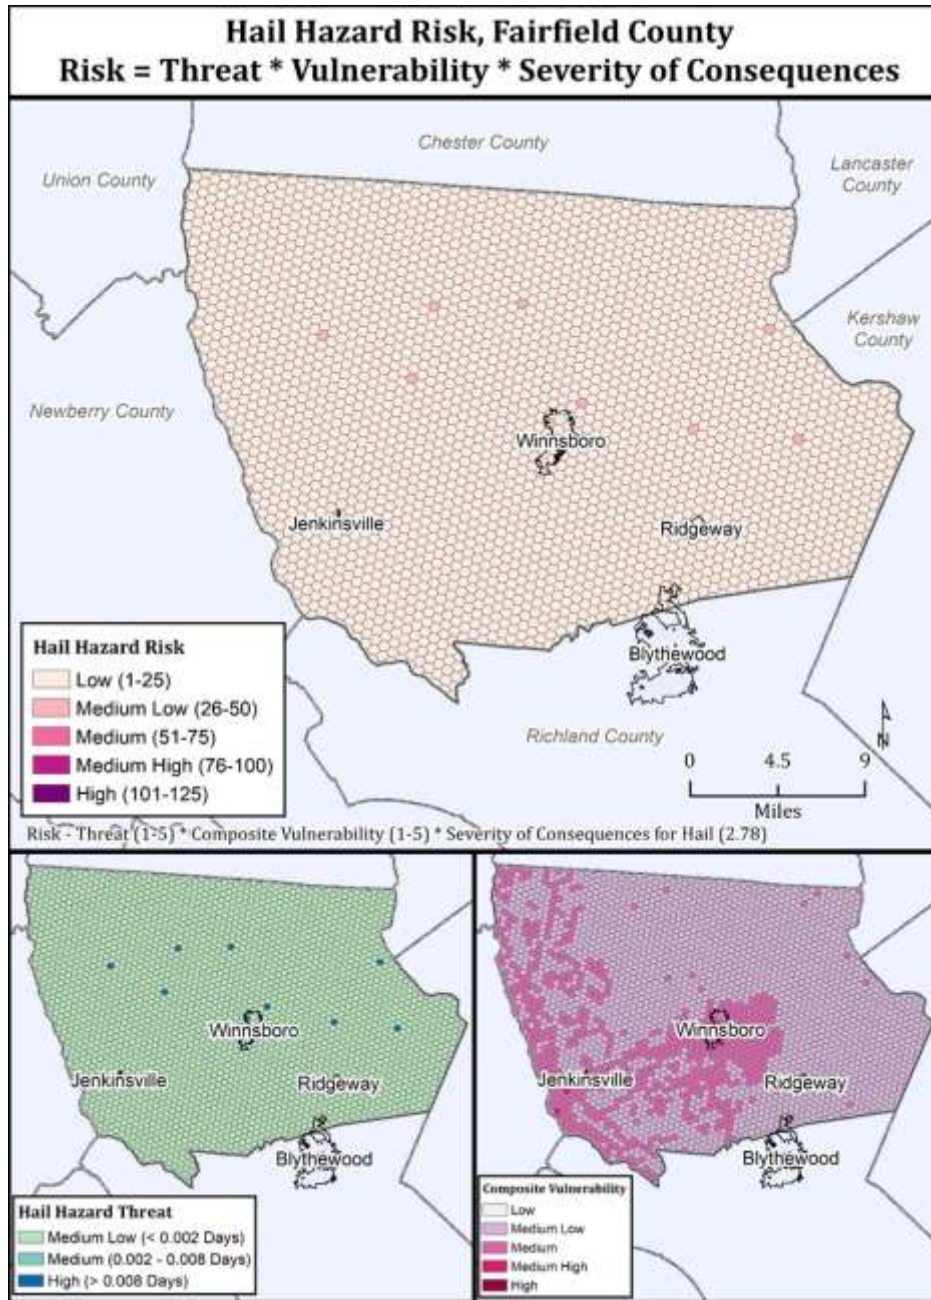 Hail Hazard Risk, Fairfield County
Risk = Threat * Vulnerability * Severity of Consequences
Chester County
Union County
Lancaster
County
Kershaw
County
Newberry County
Winnsboro
Jenkinsville
Ridgeway
Blythewood
Richland County
Hail Hazard Risk
Low (1-25)
Medium Low (26-50)
Medium (51-75)
Medium High (76-100)
High (101-125)
N
0 4.5 9
Miles
Risk - Threat (1-5) * Composite Vulnerability (1-5) * Severity of Consequences for Hail (2.78)
Winnsboro
Jenkinsville
Ridgeway
Blythewood
Hail Hazard Threat
Medium Low (< 0.002 Days)
Medium (0.002 - 0.008 Days)
High (> 0.008 Days)
Winnsboro
Jenkinsville
Ridgeway
Blythewood
Composite Vulnerability
Low
Medium Low
Medium
Medium High
High